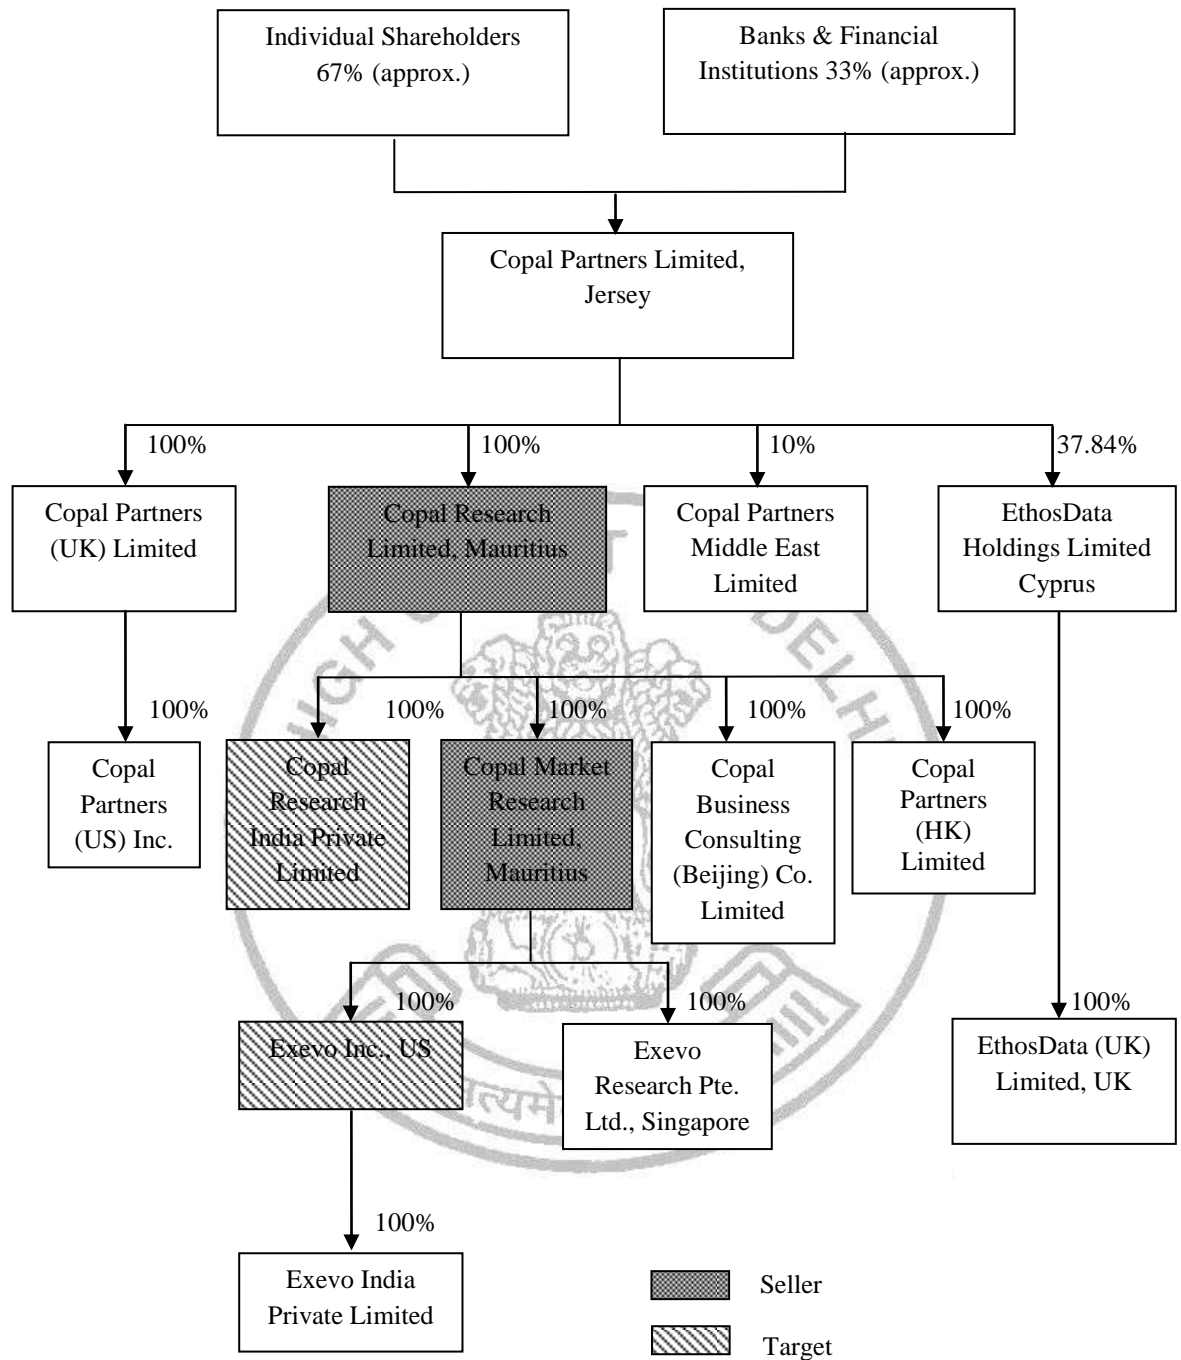 Individual Shareholders
67% (approx.)
Banks & Financial
Institutions 33% (approx.)
Copal Partners Limited,
Jersey
100%
100%
10%
37.84%
Copal Partners
(UK) Limited
Copal Research
Limited, Mauritius
Copal Partners
Middle East
Limited
EthosData
Holdings Limited
Cyprus
100%
100%
100%
100%
100%
Copal
Partners
(US) Inc.
Copal
Research
India Private
Limited
Copal Market
Research
Limited,
Mauritius
Copal
Business
Consulting
(Beijing) Co.
Limited
Copal
Partners
(HK)
Limited
100%
100%
100%
Exevo Inc., US
Exevo
Research Pte.
Ltd., Singapore
EthosData (UK)
Limited, UK
100%
Exevo India
Private Limited
Seller
Target
DELHI